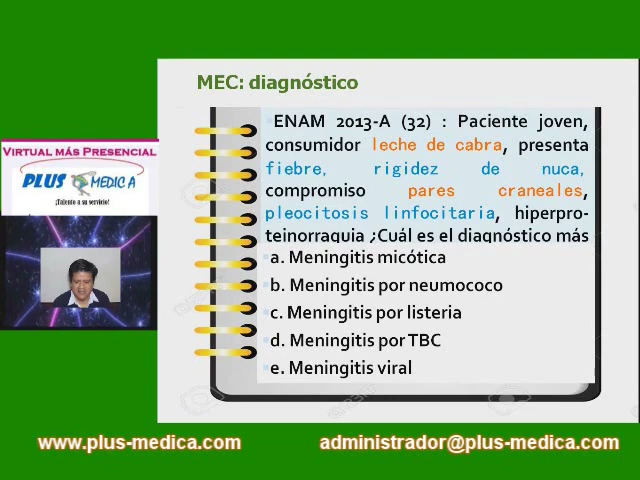 MEC: diagnóstico
ENAM 2013-A (32) : Paciente joven,
consumidor leche de cabra, presenta
fiebre, rigidez de nuca,
compromiso pares craneales,
pleocitosis linfocitaria, hiperpro-
teinorraquia ¿Cuál es el diagnóstico más
a. Meningitis micótica
b. Meningitis por neumococo
c. Meningitis por listeria
d. Meningitis por TBC
e. Meningitis viral
VIRTUAL MÁS PRESENCIAL
PLUS MEDICA
¡Talento a su servicio!
www.plus-medica.com
administrador@plus-medica.com